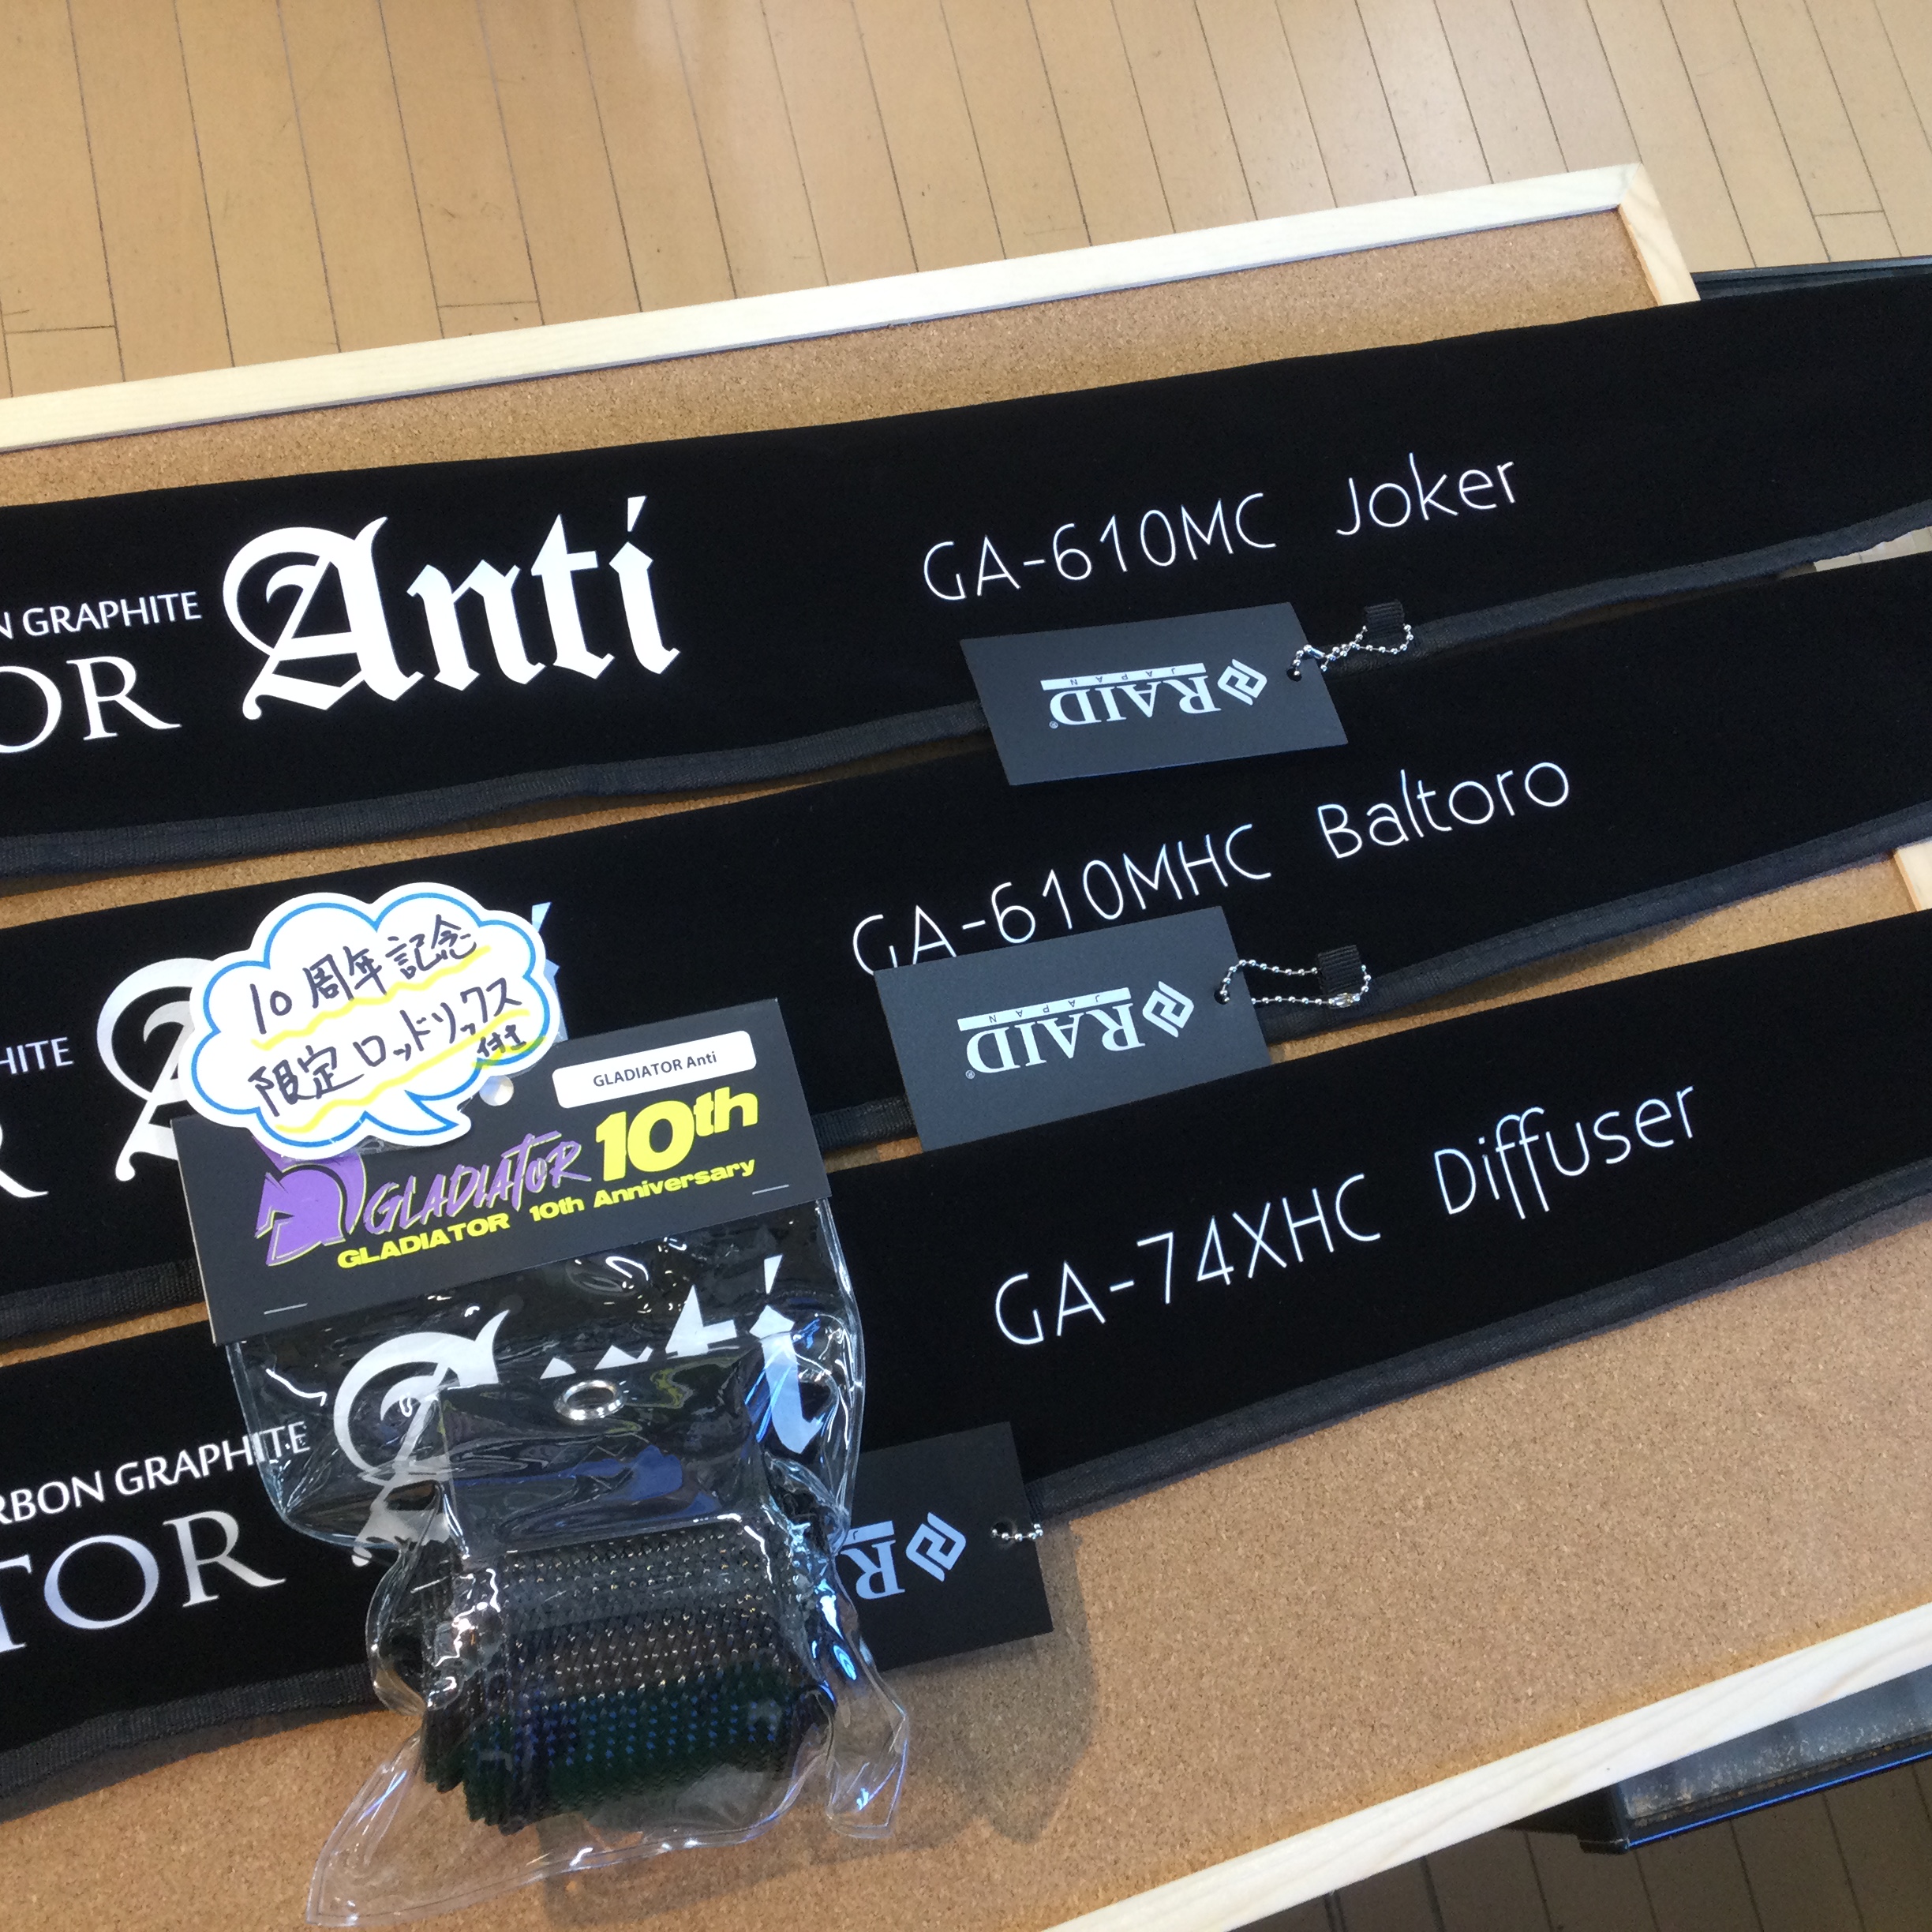 N GRAPHITE
OR Anti
GA-610MC Joker
RAID
JAPAN
HITE
GA-610MHC Baltoro
RAID
JAPAN
10周年記念
限定ロッドソックス
付き
GLADIATOR Anti
GLADIATOR 10th
GLADIATOR 10th Anniversary
GA-74XHC Diffuser
RBON GRAPHITE
TOR Anti